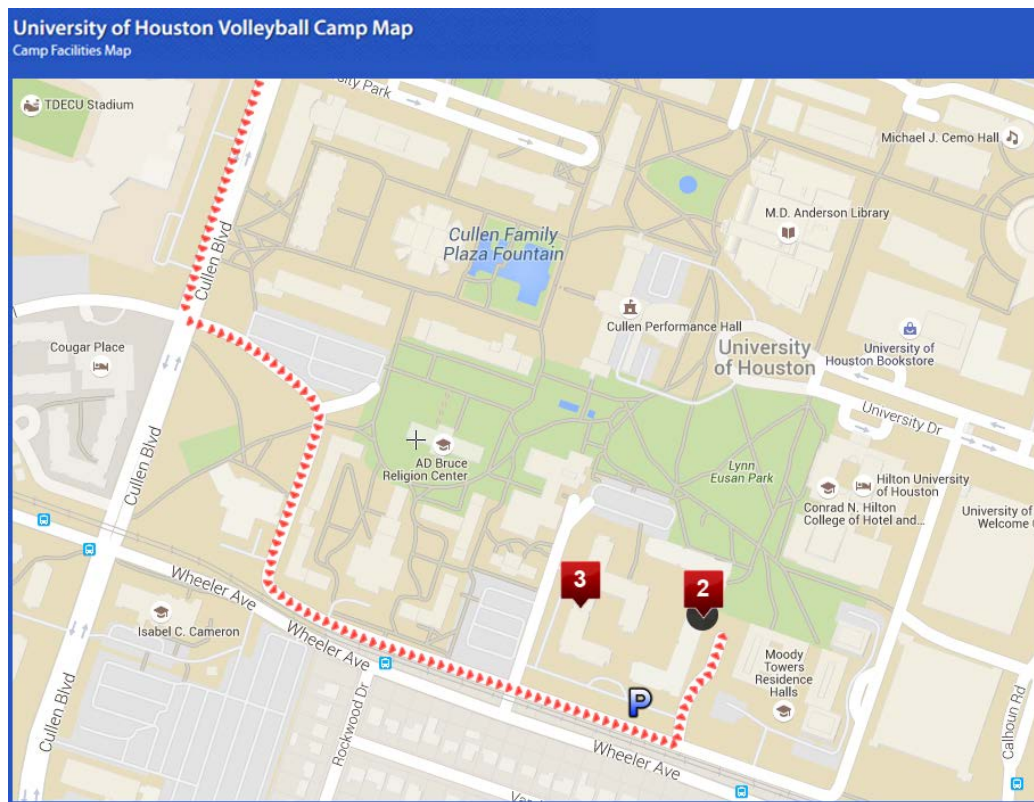 University of Houston Volleyball Camp Map
Camp Facilities Map
TDECU Stadium
sity Park
Michael J. Cemo Hall
M.D. Anderson Library
Cullen Blvd
Cullen Family
Plaza Fountain
Cullen Performance Hall
University
of Houston
University of
Houston Bookstore
Cougar Place
University Dr
AD Bruce
Religion Center
Lynn
Eusan Park
Hilton University
of Houston
Conrad N. Hilton
College of Hotel and...
University of
Welcome
Cullen Blvd
3
2
Wheeler Ave
Isabel C. Cameron
Wheeler Ave
Moody
Towers
Residence
Halls
Rockwood Dr
P
Cullen Blvd
Wheeler Ave
Calhoun Rd